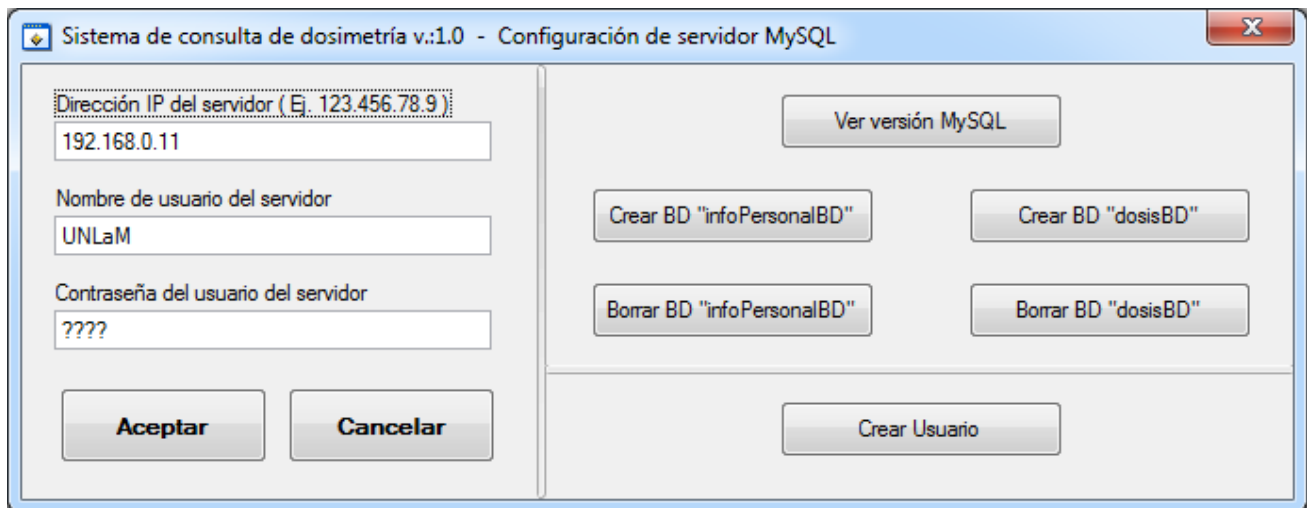 Sistema de consulta de dosimetría v.:1.0 - Configuración de servidor MySQL
Dirección IP del servidor ( Ej. 123.456.78.9 )
192.168.0.11
Nombre de usuario del servidor
UNLaM
Contraseña del usuario del servidor
????
Aceptar
Cancelar
Ver versión MySQL
Crear BD "infoPersonalBD"
Crear BD "dosisBD"
Borrar BD "infoPersonalBD"
Borrar BD "dosisBD"
Crear Usuario